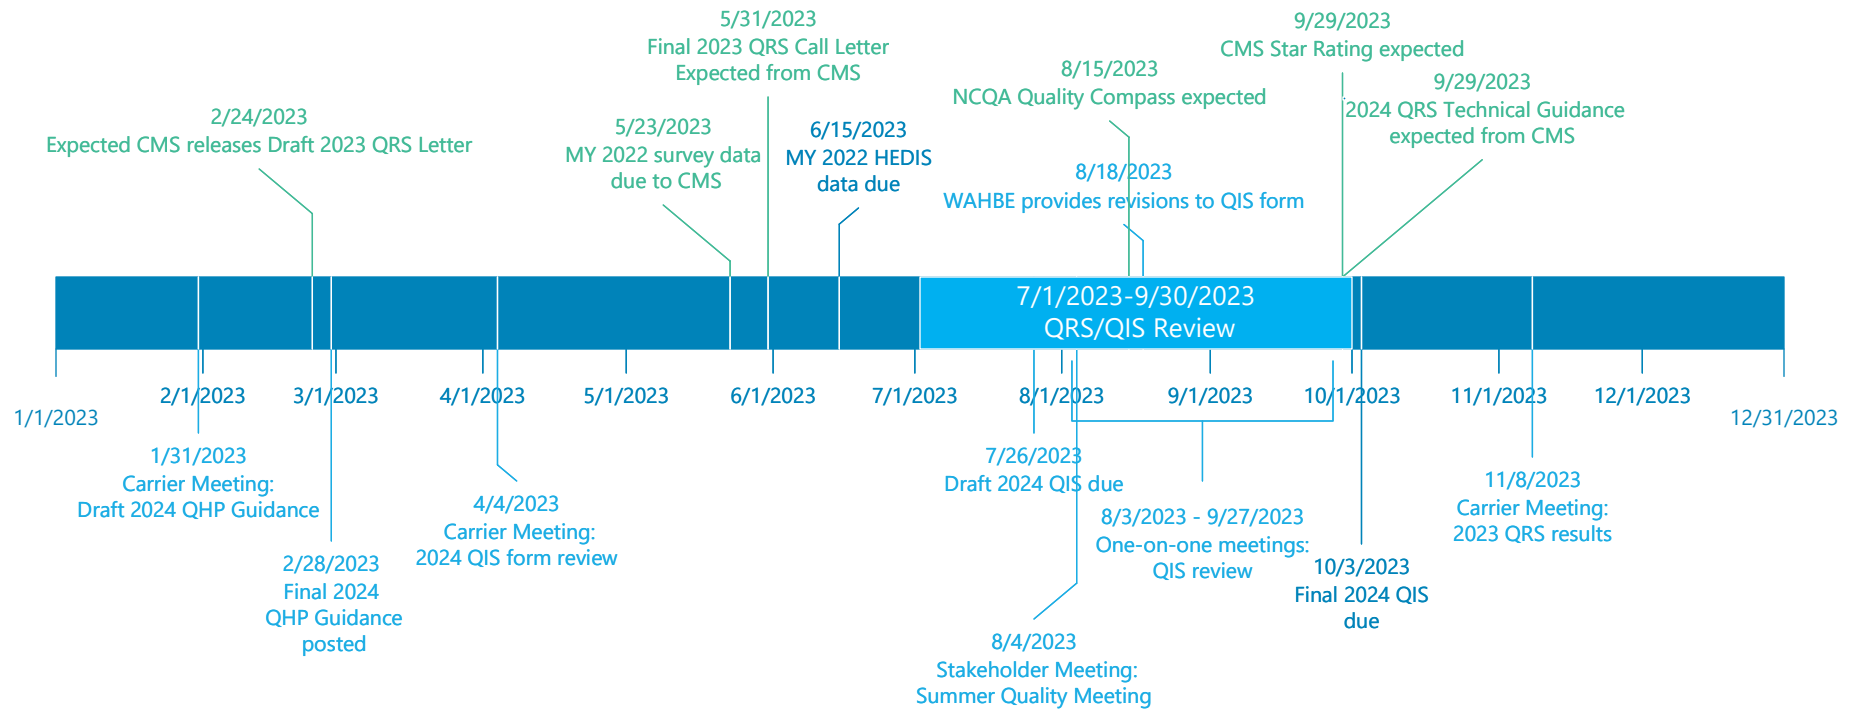 5/31/2023
Final 2023 QRS Call Letter
Expected from CMS
9/29/2023
CMS Star Rating expected
8/15/2023
NCQA Quality Compass expected
9/29/2023
2024 QRS Technical Guidance
expected from CMS
2/24/2023
Expected CMS releases Draft 2023 QRS Letter
5/23/2023
MY 2022 survey data
due to CMS
6/15/2023
MY 2022 HEDIS
data due
8/18/2023
WAHBE provides revisions to QIS form
7/1/2023-9/30/2023
QRS/QIS Review
1/1/2023
2/1/2023
3/1/2023
4/1/2023
5/1/2023
6/1/2023
7/1/2023
8/1/2023
9/1/2023
10/1/2023
11/1/2023
12/1/2023
12/31/2023
1/31/2023
Carrier Meeting:
Draft 2024 QHP Guidance
2/28/2023
Final 2024
QHP Guidance
posted
4/4/2023
Carrier Meeting:
2024 QIS form review
7/26/2023
Draft 2024 QIS due
8/3/2023 - 9/27/2023
One-on-one meetings:
QIS review
8/4/2023
Stakeholder Meeting:
Summer Quality Meeting
10/3/2023
Final 2024 QIS
due
11/8/2023
Carrier Meeting:
2023 QRS results